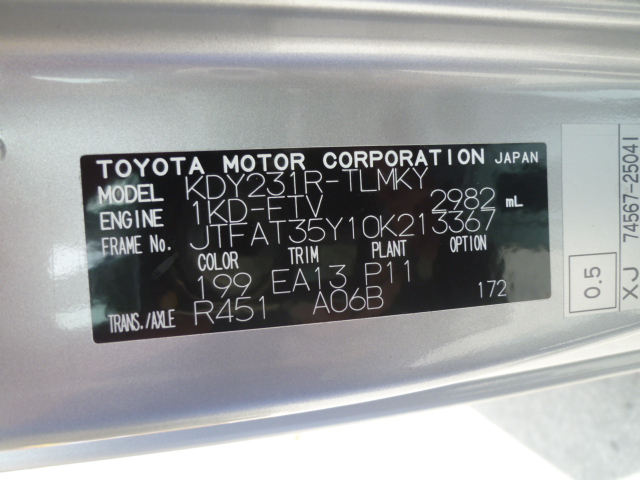 TOYOTA MOTOR CORPORATION JAPAN
MODEL KDY231R-TLMKY
ENGINE 1KD-FTV 2982 mL
FRAME No. JTFAT35Y10K213367
COLOR TRIM PLANT OPTION
199 EA13 P11
TRANS./AXLE R451 A06B 172
0.5
XJ 74567-25041